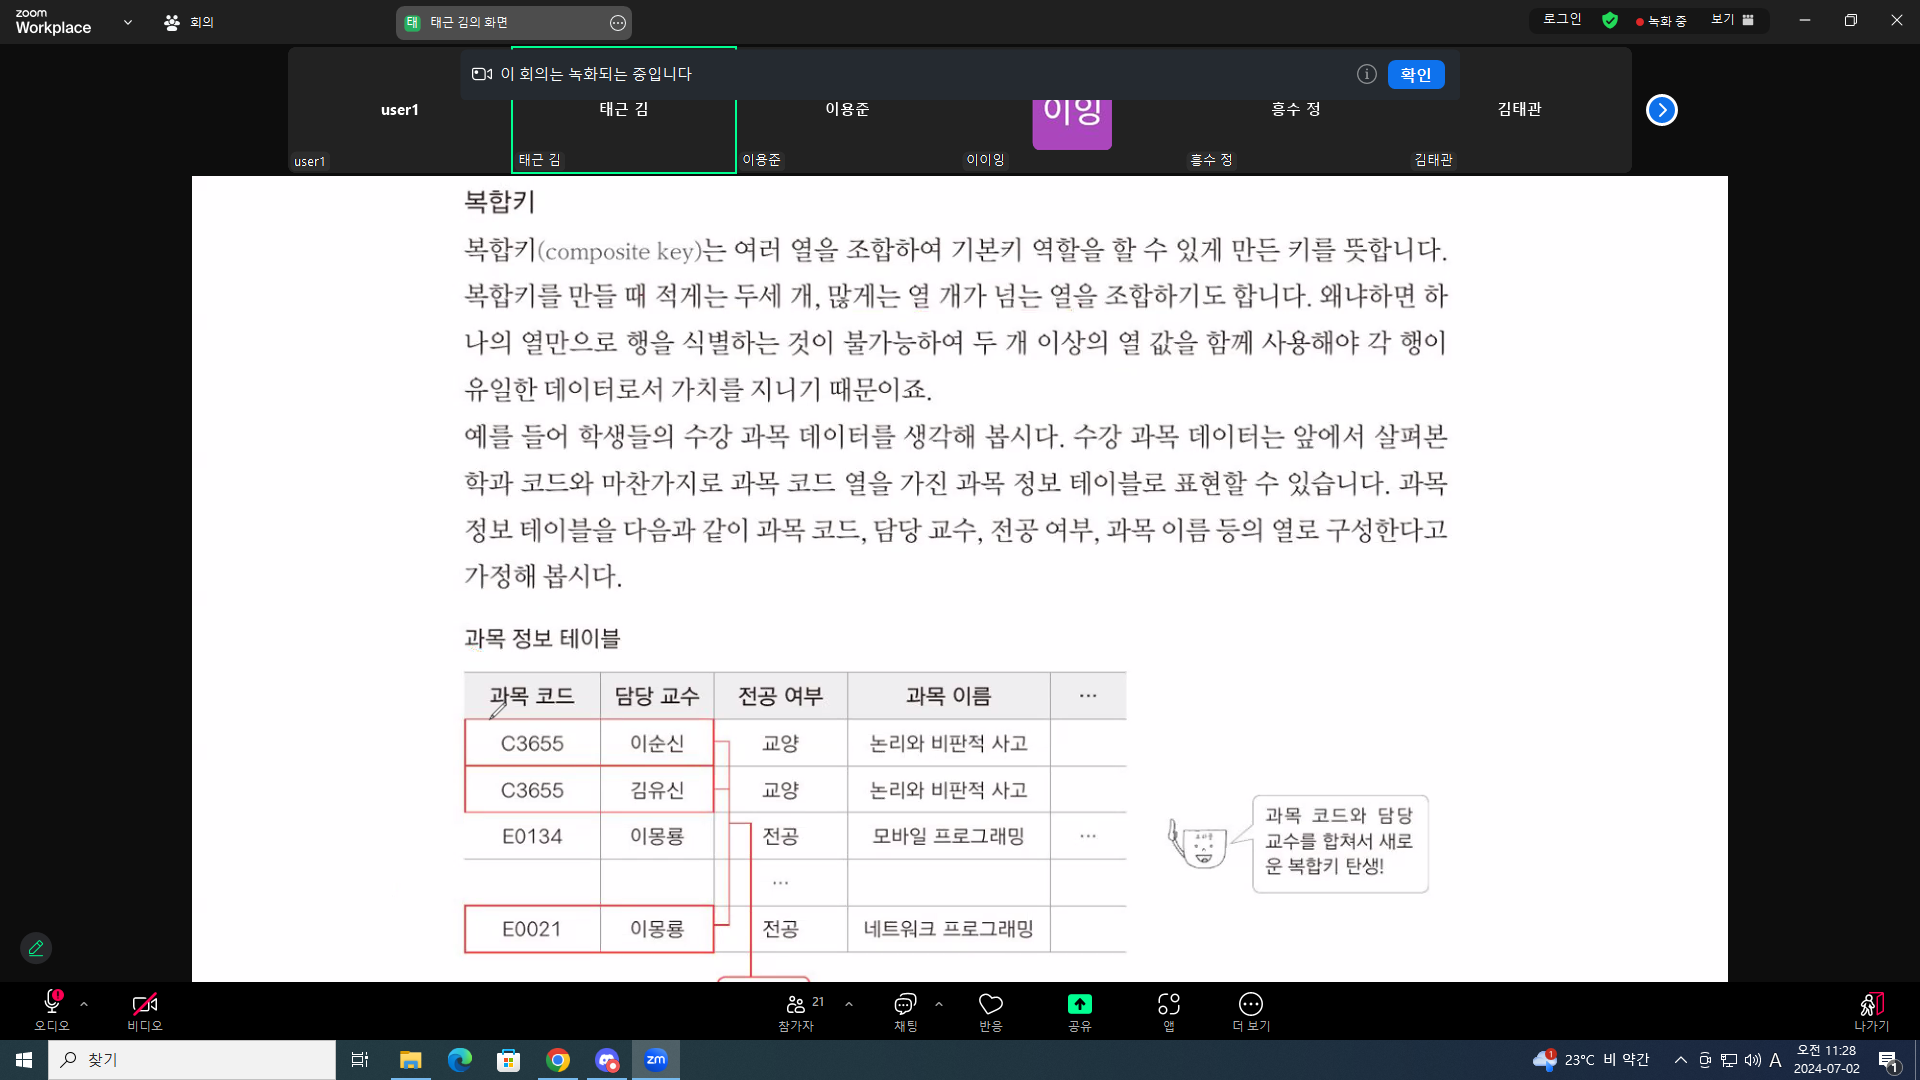 zoom
Workplace
회의
태
태근 김의 화면
로그인
녹화 중
보기
이 회의는 녹화되는 중입니다
확인
user1
태근 김
이용준
이잉
흥수 정
김태관
user1
태근 김
이용준
이이잉
흥수 정
김태관
복합키
복합키(composite key)는 여러 열을 조합하여 기본키 역할을 할 수 있게 만든 키를 뜻합니다.
복합키를 만들 때 적게는 두세 개, 많게는 열 개가 넘는 열을 조합하기도 합니다. 왜냐하면 하
나의 열만으로 행을 식별하는 것이 불가능하여 두 개 이상의 열 값을 함께 사용해야 각 행이
유일한 데이터로서 가치를 지니기 때문이죠.
예를 들어 학생들의 수강 과목 데이터를 생각해 봅시다. 수강 과목 데이터는 앞에서 살펴본
학과 코드와 마찬가지로 과목 코드 열을 가진 과목 정보 테이블로 표현할 수 있습니다. 과목
정보 테이블을 다음과 같이 과목 코드, 담당 교수, 전공 여부, 과목 이름 등의 열로 구성한다고
가정해 봅시다.
과목 정보 테이블
과목 코드 담당 교수 전공 여부 과목 이름 ...
C3655 이순신 교양 논리와 비판적 사고
C3655 김유신 교양 논리와 비판적 사고
E0134 이몽룡 전공 모바일 프로그래밍 ...
...
E0021 이몽룡 전공 네트워크 프로그래밍
과목 코드와 담당
교수를 합쳐서 새로
운 복합키 탄생!
오디오
비디오
참가자
21
채팅
반응
공유
앱
더 보기
나가기
찾기
zm
1
23°C 비 약간
A
오전 11:28
2024-07-02
1